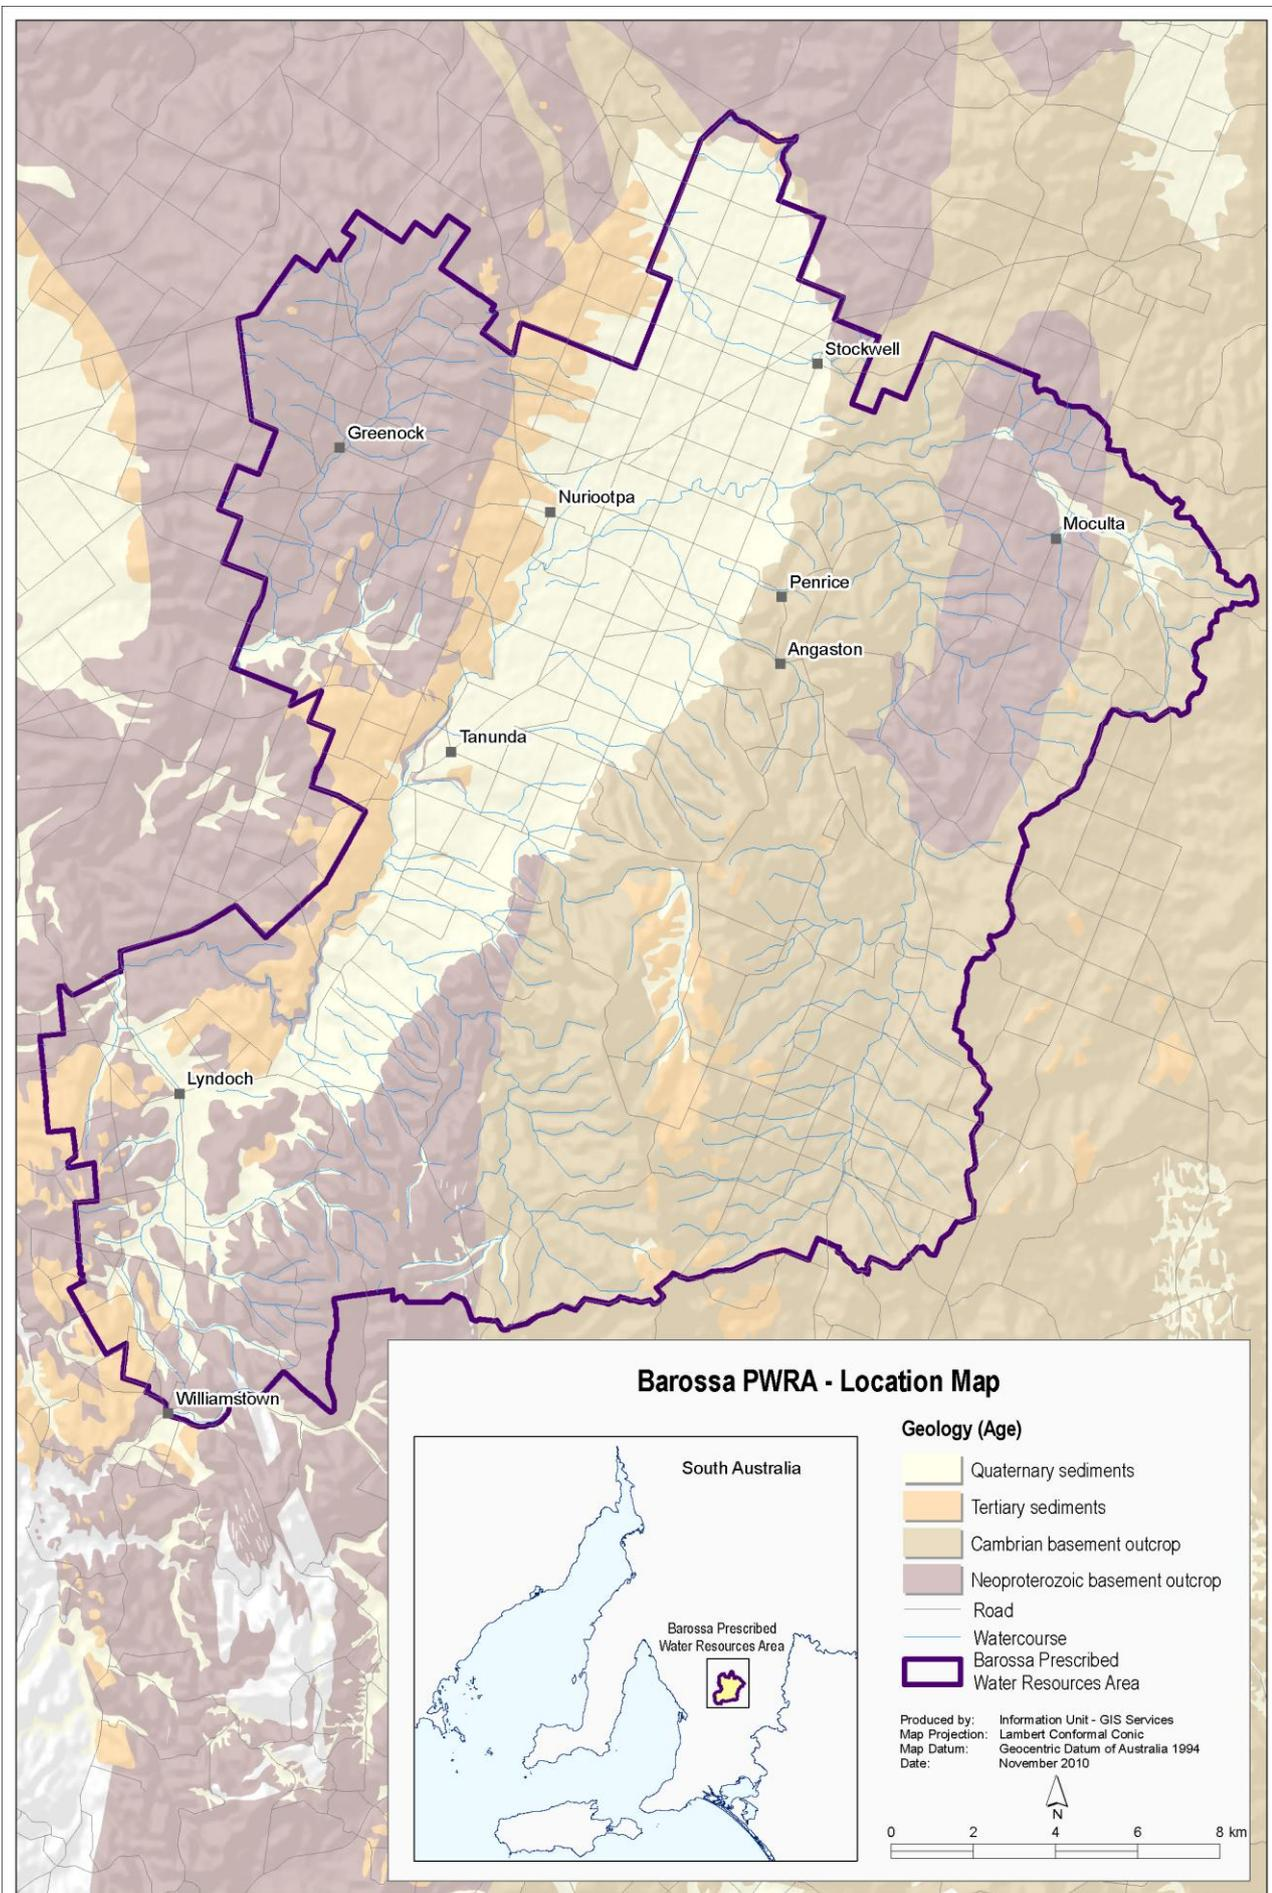 Stockwell
Greenock
Nuriootpa
Moculta
Penrice
Angaston
Tanunda
Lyndoch
Williamstown
Barossa PWRA - Location Map
South Australia
Barossa Prescribed
Water Resources Area
Geology (Age)
Quaternary sediments
Tertiary sediments
Cambrian basement outcrop
Neoproterozoic basement outcrop
Road
Watercourse
Barossa Prescribed
Water Resources Area
Produced by: Information Unit - GIS Services
Map Projection: Lambert Conformal Conic
Map Datum: Geocentric Datum of Australia 1994
Date: November 2010
N
0 2 4 6 8 km